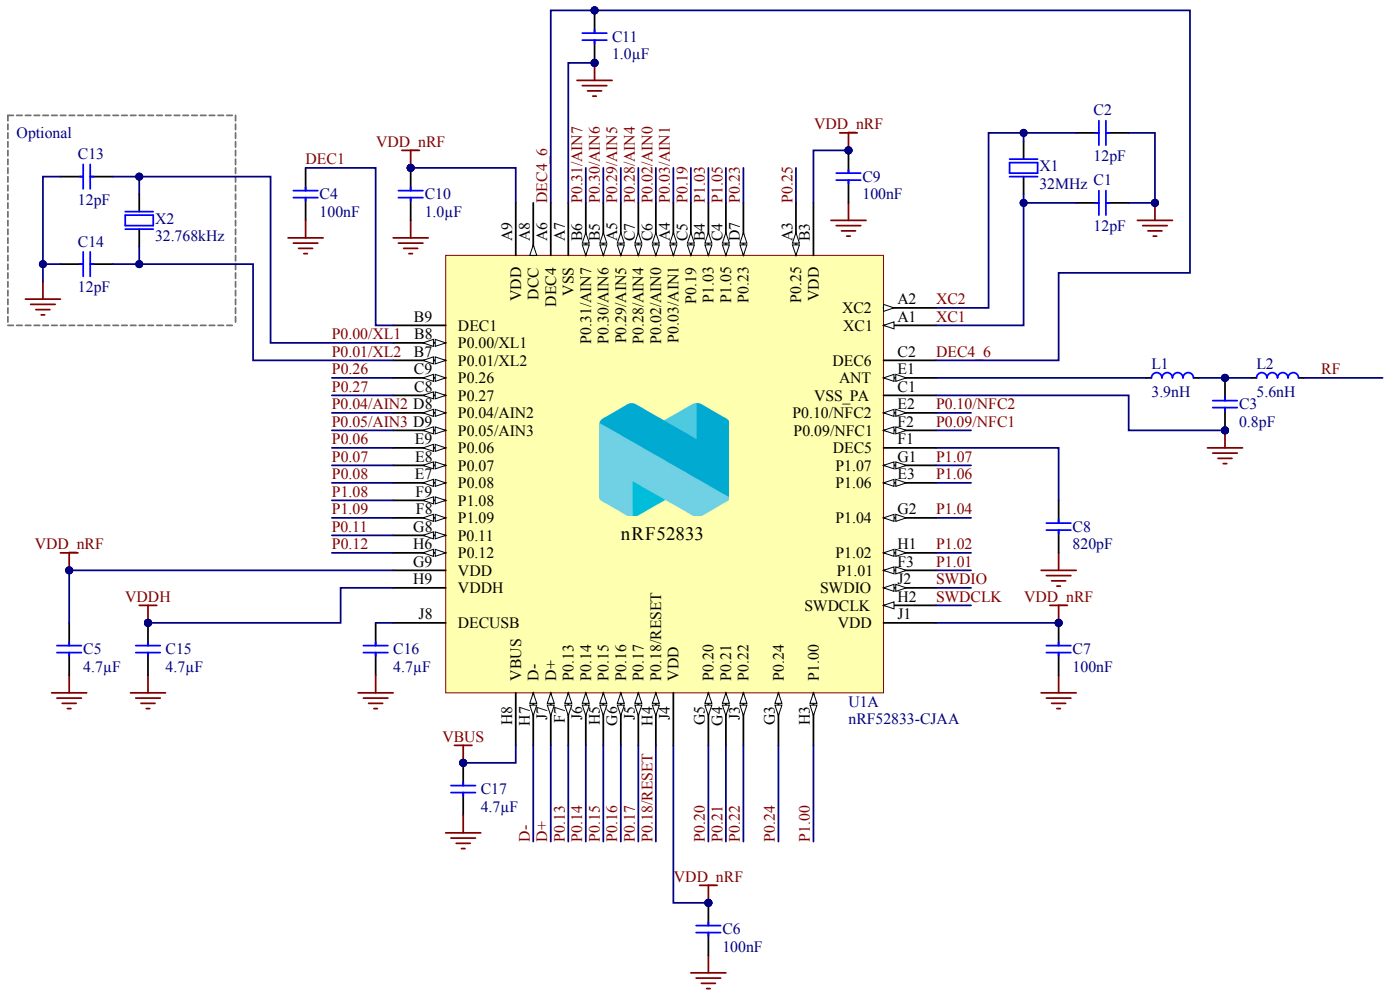 C11
1.0µF
Optional
C13
12pF
X2
32.768kHz
C14
12pF
DEC1
C4
100nF
VDD_nRF
C10
1.0µF
DEC4_6
P0.31/AIN7
P0.30/AIN6
P0.29/AIN5
P0.28/AIN4
P0.02/AIN0
P0.03/AIN1
P0.19
P1.03
P1.05
P0.23
P0.25
VDD_nRF
C9
100nF
C2
12pF
X1
32MHz
C1
12pF
A9
A8
A6
A7
B6
B5
A5
C7
C6
A4
C5
B4
C4
D7
A3
B3
VDD
DCC
DEC4
VSS
P0.31/AIN7
P0.30/AIN6
P0.29/AIN5
P0.28/AIN4
P0.02/AIN0
P0.03/AIN1
P0.19
P1.03
P1.05
P0.23
P0.25
VDD
B9 DEC1
P0.00/XL1 B8 P0.00/XL1
P0.01/XL2 B7 P0.01/XL2
P0.26 C9 P0.26
P0.27 C8 P0.27
P0.04/AIN2 D8 P0.04/AIN2
P0.05/AIN3 D9 P0.05/AIN3
P0.06 E9 P0.06
P0.07 E8 P0.07
P0.08 E7 P0.08
P1.08 F9 P1.08
P1.09 F8 P1.09
P0.11 G8 P0.11
P0.12 H6 P0.12
G9 VDD
H9 VDDH
J8 DECUSB
XC2 A2 XC2
XC1 A1 XC1
DEC6 C2 DEC4_6
ANT E1
VSS_PA C1
P0.10/NFC2 E2 P0.10/NFC2
P0.09/NFC1 F2 P0.09/NFC1
DEC5 F1
P1.07 G1 P1.07
P1.06 E3 P1.06
P1.04 G2 P1.04
P1.02 H1 P1.02
P1.01 F3 P1.01
SWDIO J2 SWDIO
SWDCLK H2 SWDCLK
VDD J1
L1
3.9nH
L2
5.6nH
RF
C3
0.8pF
C8
820pF
VDD_nRF
C7
100nF
nRF52833
VDD_nRF
C5
4.7µF
VDDH
C15
4.7µF
C16
4.7µF
VBUS
D-
D+
P0.13
P0.14
P0.15
P0.16
P0.17
P0.18/RESET
VDD
P0.20
P0.21
P0.22
P0.24
P1.00
U1A
nRF52833-CJAA
H8
H7
J7
F7
J6
H5
G6
J5
H4
J4
G5
G4
J3
G3
H3
VBUS
C17
4.7µF
D-
D+
P0.13
P0.14
P0.15
P0.16
P0.17
P0.18/RESET
P0.20
P0.21
P0.22
P0.24
P1.00
VDD_nRF
C6
100nF